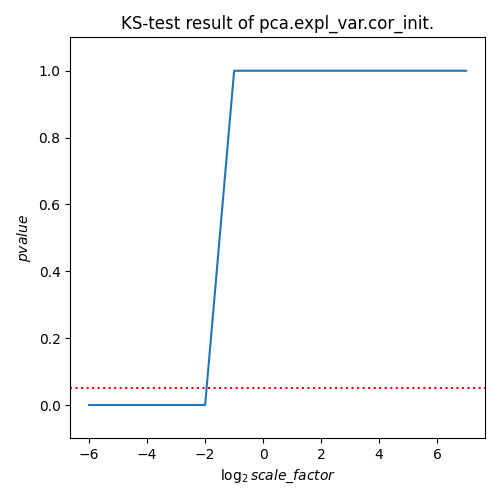 KS-test result of pca.expl_var.cor_init.
1.0
0.8
0.6
0.4
0.2
0.0
pvalue
−6 −4 −2 0 2 4 6
log₂ scale_factor